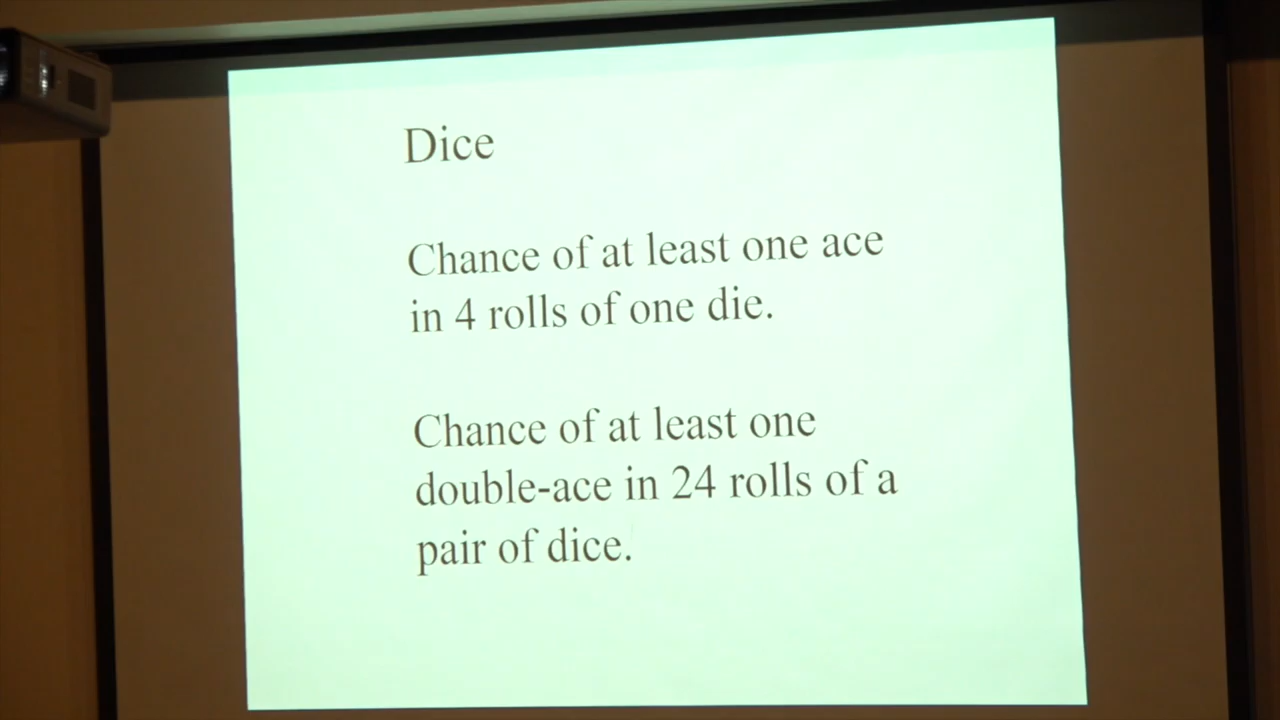 Dice
Chance of at least one ace
in 4 rolls of one die.
Chance of at least one
double-ace in 24 rolls of a
pair of dice.